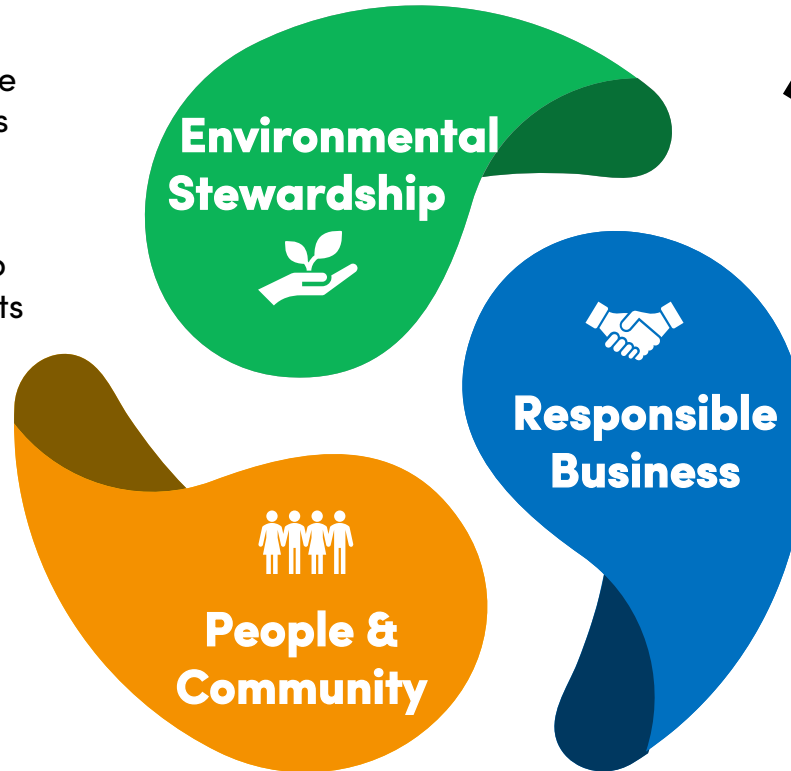 Environmental
Stewardship
Responsible
Business
People &
Community